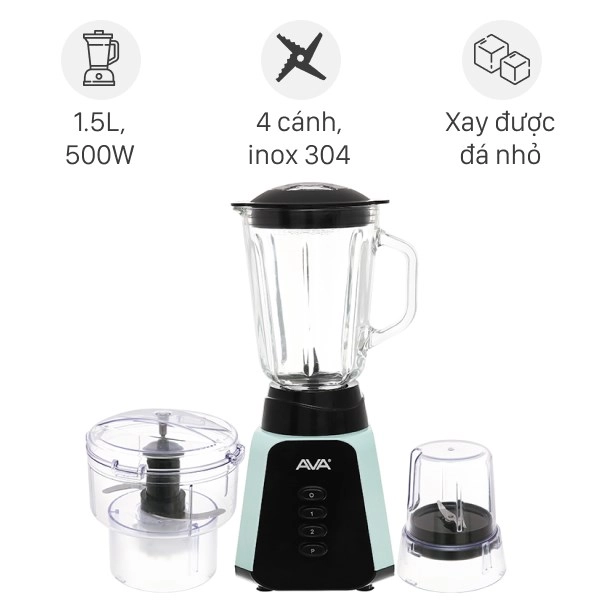 1.5L,
500W
4 cánh,
inox 304
Xay được
đá nhỏ
AVA®
0
1
2
P